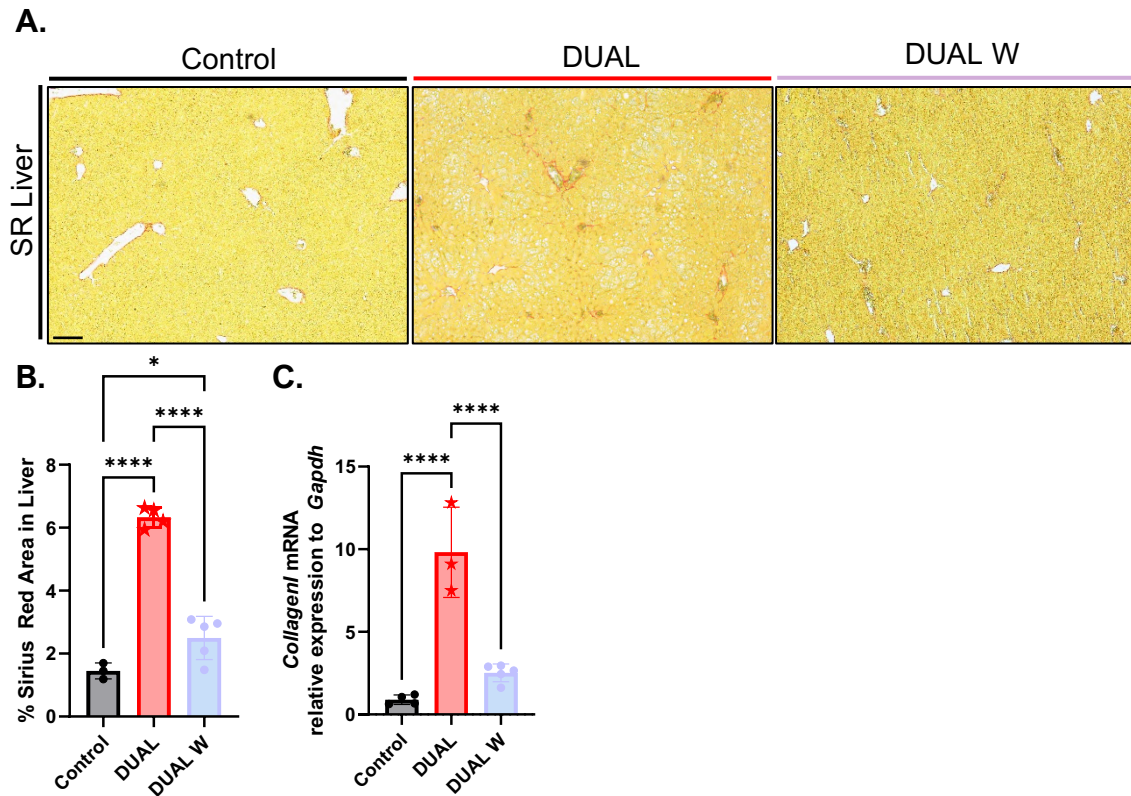 A.
Control
DUAL
DUAL W
SR Liver
B.
C.
% Sirius Red Area in Liver
8
6
4
2
0
*
****
****
Control
DUAL
DUAL W
CollagenI mRNA
relative expression to Gapdh
15
10
5
0
****
****
Control
DUAL
DUAL W